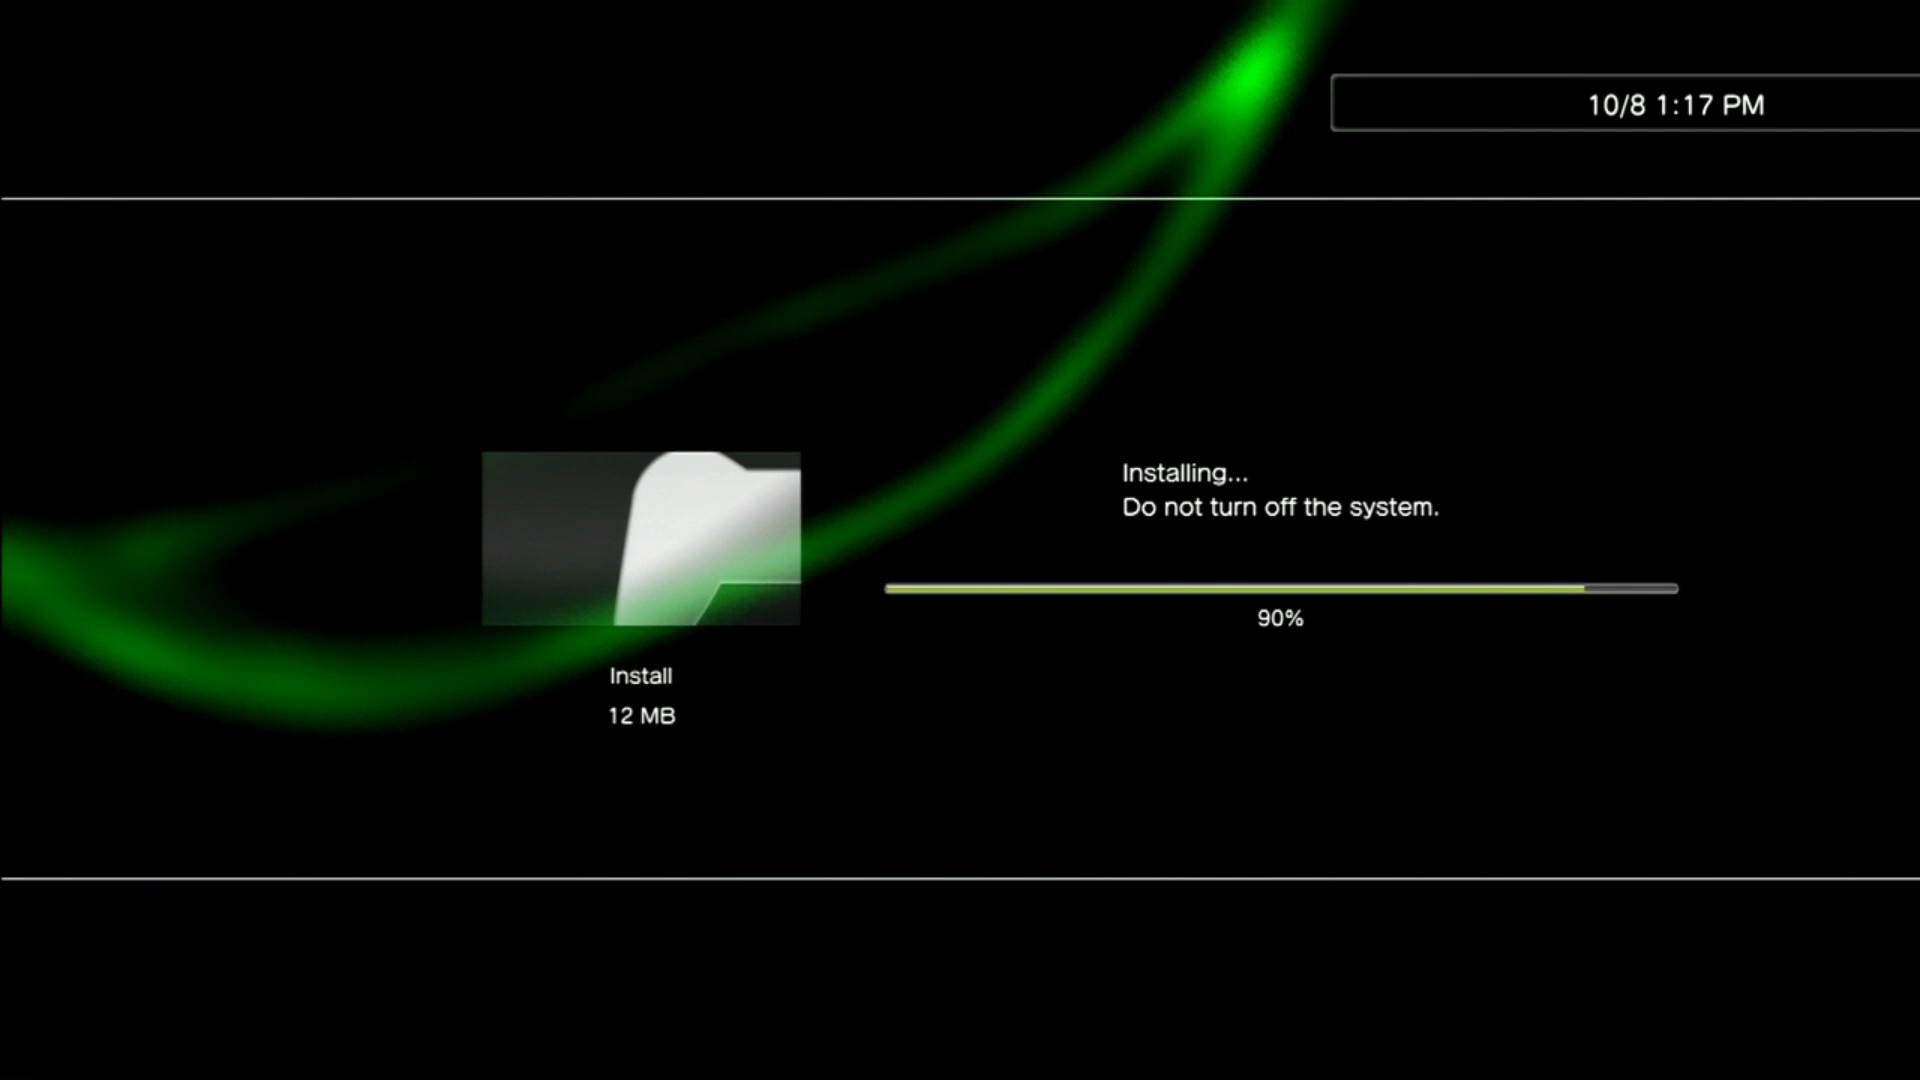 10/8 1:17 PM
Installing...
Do not turn off the system.
90%
Install
12 MB